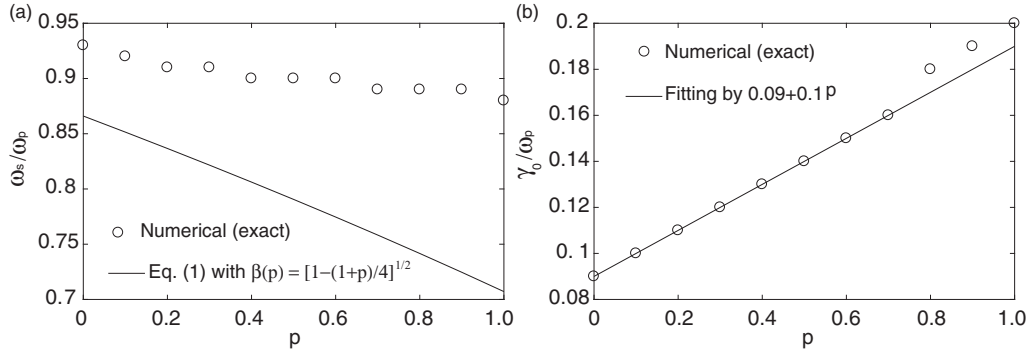 (a)
0.95
0.9
0.85
0.8
0.75
0.7
ωs/ωp
Numerical (exact)
Eq. (1) with β(p) = [1−(1+p)/4]^1/2
0 0.2 0.4 0.6 0.8 1.0
p
(b)
0.2
0.18
0.16
0.14
0.12
0.1
0.08
γ0/ωp
Numerical (exact)
Fitting by 0.09+0.1p
0 0.2 0.4 0.6 0.8 1.0
p